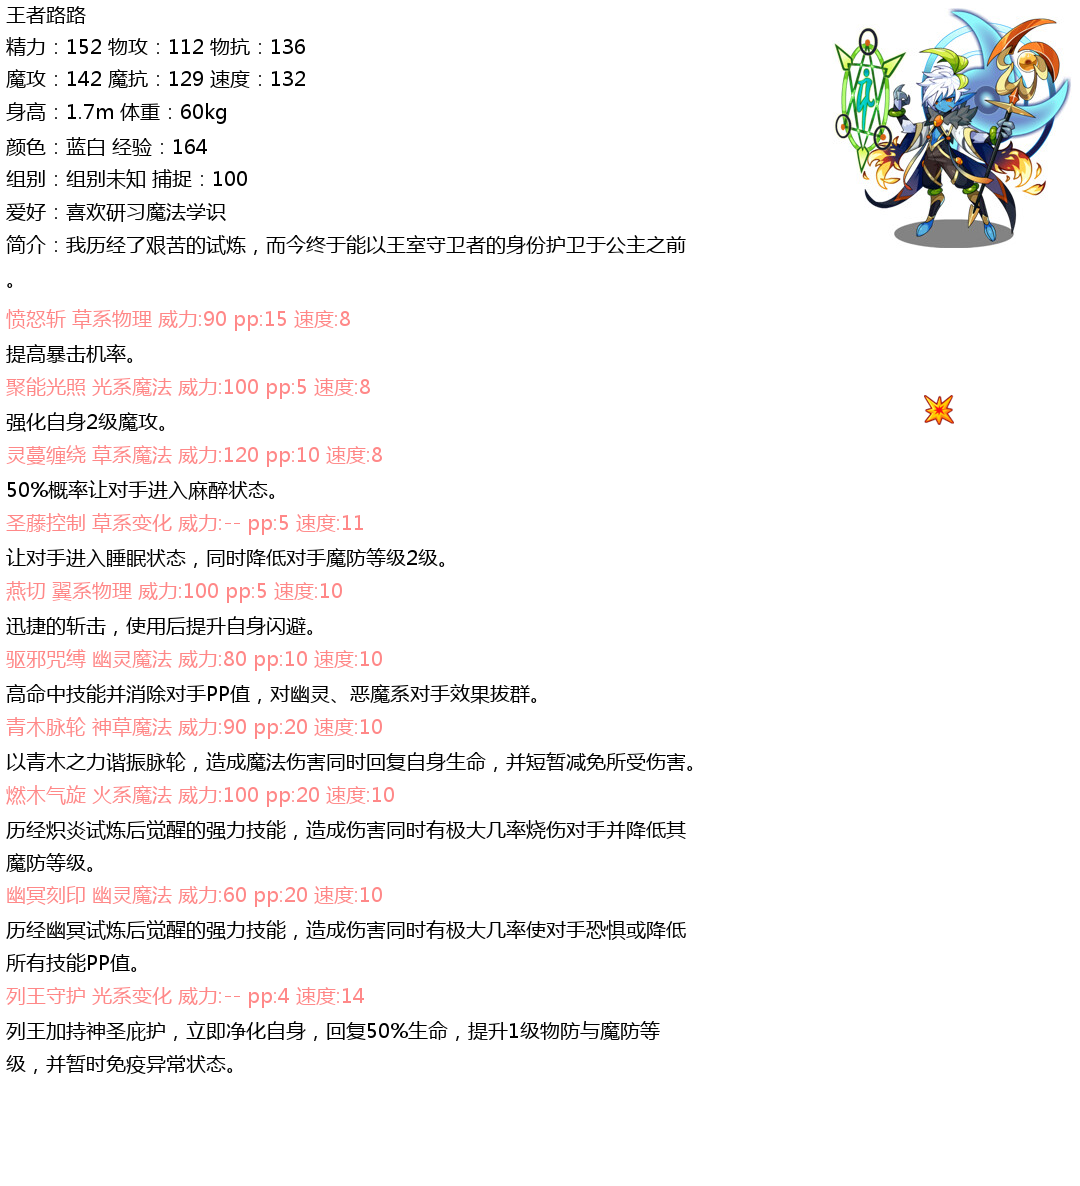 王者路路
精力：152 物攻：112 物抗：136
魔攻：142 魔抗：129 速度：132
身高：1.7m 体重：60kg
颜色：蓝白 经验：164
组别：组别未知 捕捉：100
爱好：喜欢研习魔法学识
简介：我历经了艰苦的试炼，而今终于能以王室守卫者的身份护卫于公主之前
。
愤怒斩 草系物理 威力:90 pp:15 速度:8
提高暴击机率。
聚能光照 光系魔法 威力:100 pp:5 速度:8
强化自身2级魔攻。
灵蔓缠绕 草系魔法 威力:120 pp:10 速度:8
50%概率让对手进入麻醉状态。
圣藤控制 草系变化 威力:-- pp:5 速度:11
让对手进入睡眠状态，同时降低对手魔防等级2级。
燕切 翼系物理 威力:100 pp:5 速度:10
迅捷的斩击，使用后提升自身闪避。
驱邪咒缚 幽灵魔法 威力:80 pp:10 速度:10
高命中技能并消除对手PP值，对幽灵、恶魔系对手效果拔群。
青木脉轮 神草魔法 威力:90 pp:20 速度:10
以青木之力谐振脉轮，造成魔法伤害同时回复自身生命，并短暂减免所受伤害。
燃木气旋 火系魔法 威力:100 pp:20 速度:10
历经炽炎试炼后觉醒的强力技能，造成伤害同时有极大几率烧伤对手并降低其
魔防等级。
幽冥刻印 幽灵魔法 威力:60 pp:20 速度:10
历经幽冥试炼后觉醒的强力技能，造成伤害同时有极大几率使对手恐惧或降低
所有技能PP值。
列王守护 光系变化 威力:-- pp:4 速度:14
列王加持神圣庇护，立即净化自身，回复50%生命，提升1级物防与魔防等
级，并暂时免疫异常状态。